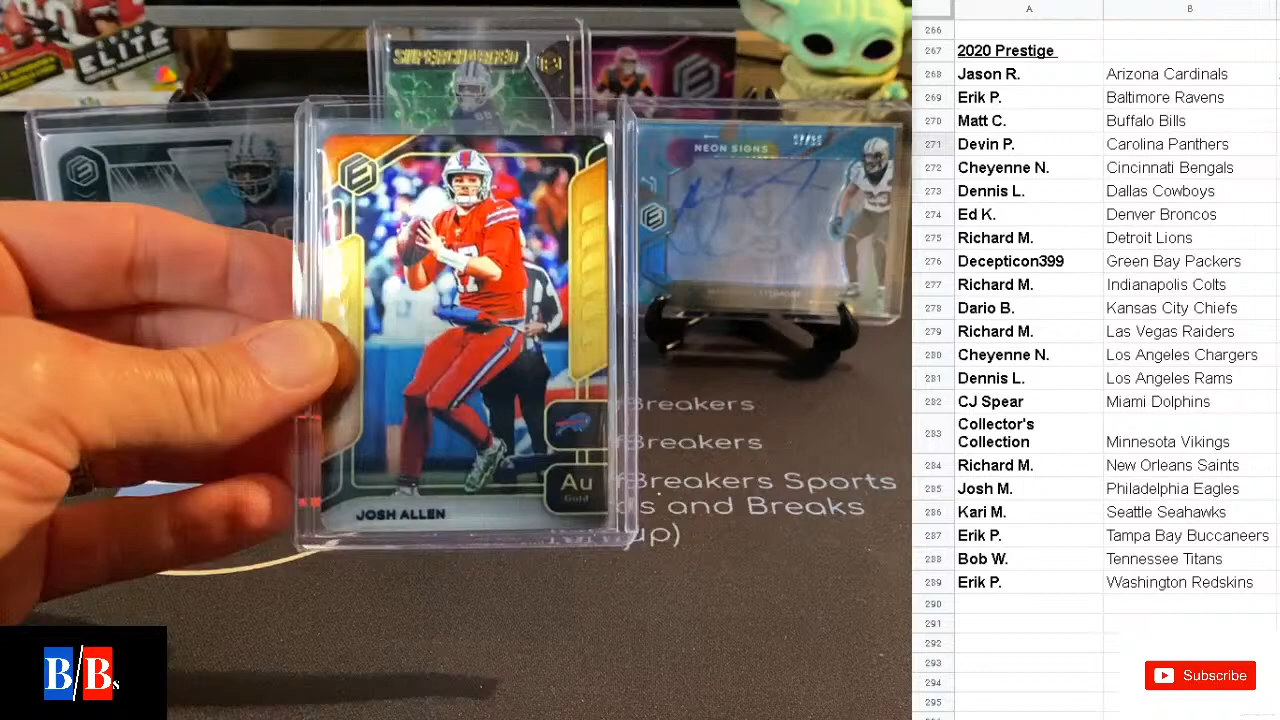 ELITE
SUPERCHARGED
NEON SIGNS
JOSH ALLEN
Au
Gold
Breakers
fBreakers
fBreakers Sports
ds and Breaks
up)
B/Bs
A B
266
267 2020 Prestige
268 Jason R. Arizona Cardinals
269 Erik P. Baltimore Ravens
270 Matt C. Buffalo Bills
271 Devin P. Carolina Panthers
272 Cheyenne N. Cincinnati Bengals
273 Dennis L. Dallas Cowboys
274 Ed K. Denver Broncos
275 Richard M. Detroit Lions
276 Decepticon399 Green Bay Packers
277 Richard M. Indianapolis Colts
278 Dario B. Kansas City Chiefs
279 Richard M. Las Vegas Raiders
280 Cheyenne N. Los Angeles Chargers
281 Dennis L. Los Angeles Rams
282 CJ Spear Miami Dolphins
283 Collector's
Collection Minnesota Vikings
284 Richard M. New Orleans Saints
285 Josh M. Philadelphia Eagles
286 Kari M. Seattle Seahawks
287 Erik P. Tampa Bay Buccaneers
288 Bob W. Tennessee Titans
289 Erik P. Washington Redskins
290
291
292
293
294
295
Subscribe